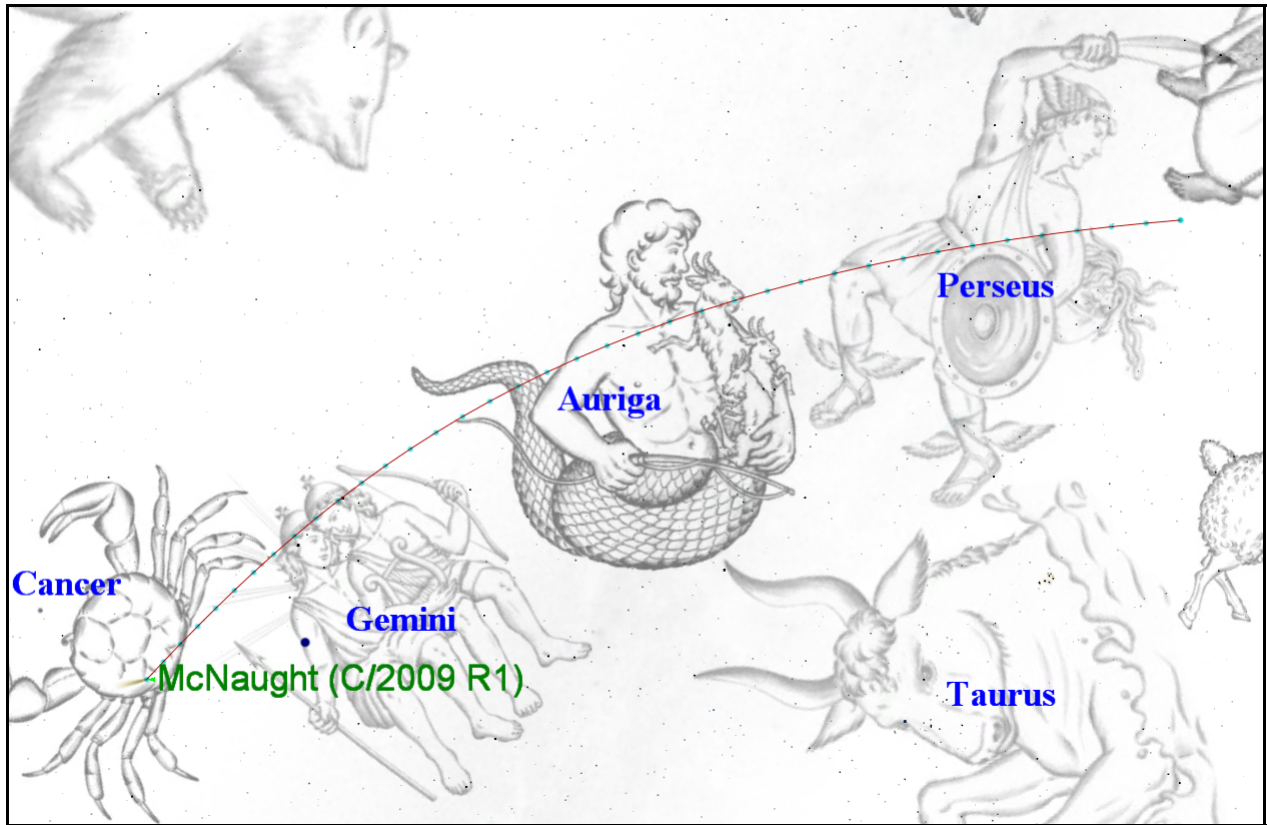 Perseus
Auriga
Cancer
Gemini
McNaught (C/2009 R1)
Taurus